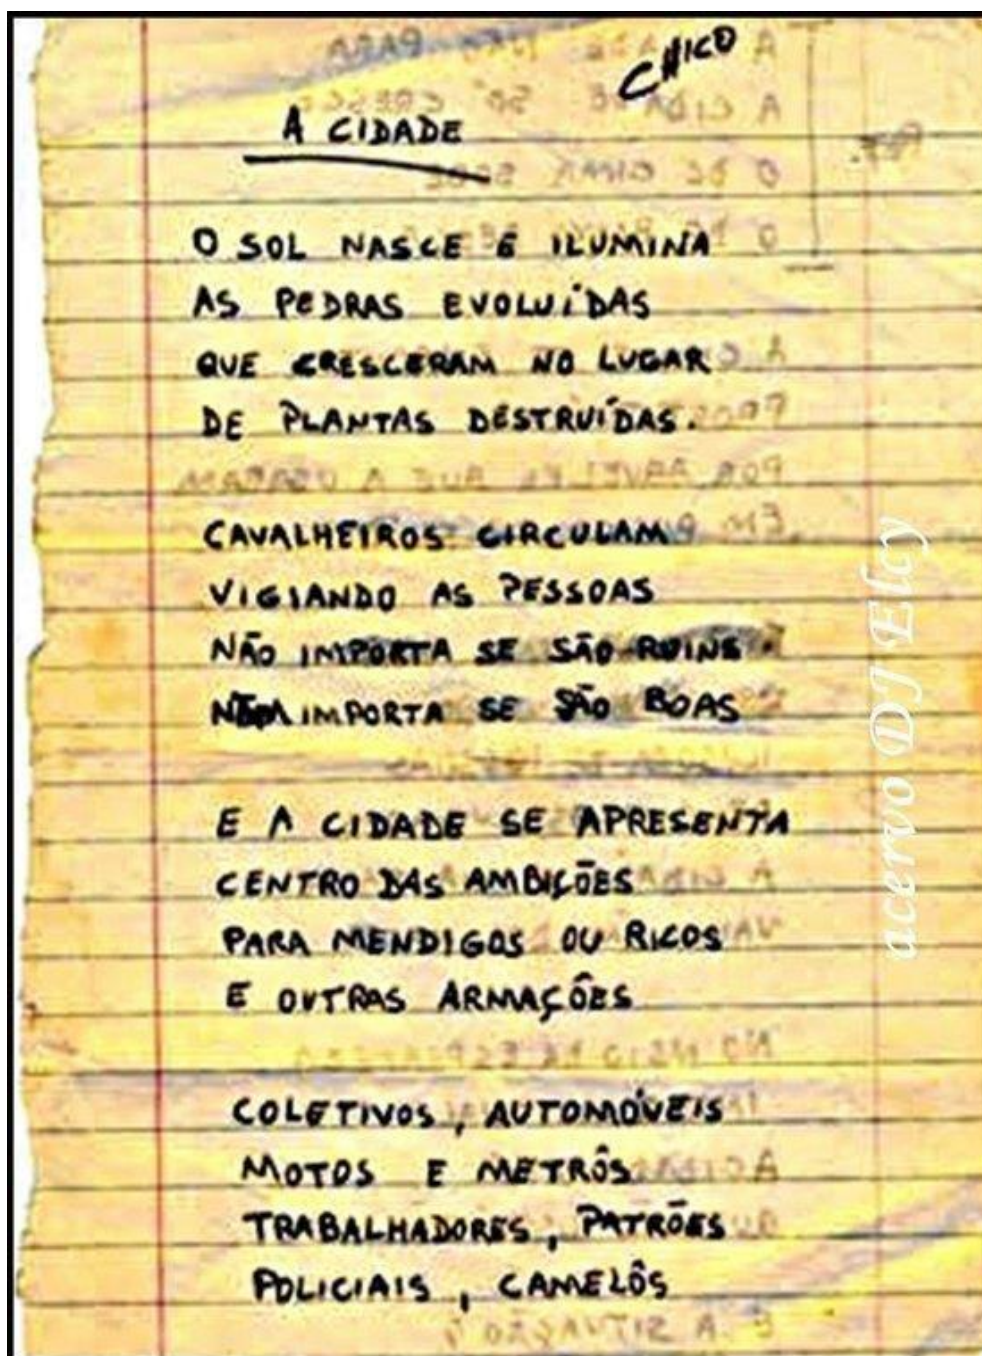 CHICO
A CIDADE
O SOL NASCE E ILUMINA
AS PEDRAS EVOLUÍDAS
QUE CRESCERAM NO LUGAR
DE PLANTAS DESTRUÍDAS.
CAVALHEIROS CIRCULAM
VIGIANDO AS PESSOAS
NÃO IMPORTA SE SÃO RUINS
NÃO IMPORTA SE SÃO BOAS
E A CIDADE SE APRESENTA
CENTRO DAS AMBIÇÕES
PARA MENDIGOS OU RICOS
E OUTRAS ARMAÇÕES
COLETIVOS, AUTOMÓVEIS
MOTOS E METRÔS
TRABALHADORES, PATRÕES
POLICIAIS, CAMELÔS
acervo DJ Elcy